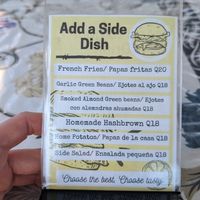 Add a Side
Dish
French Fries/ Papas fritas Q20
Garlic Green Beans/ Ejotes al ajo Q18
Smoked Almond Green beans/ Ejotes
con alemdras ahumadas Q18
Homemade Hashbrown Q18
Home Potatos/ Papas de la casa Q18
Side Salad/ Ensalada pequeña Q18
Choose the best. Choose tasty.